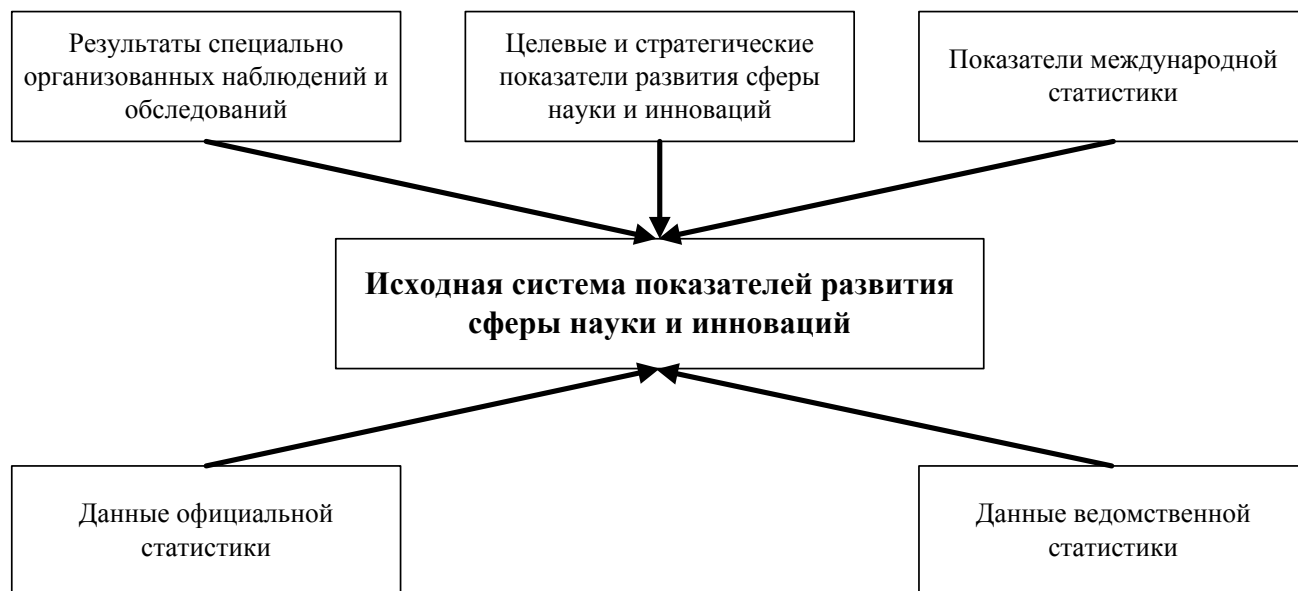 Результаты специально
организованных наблюдений и
обследований
Целевые и стратегические
показатели развития сферы
науки и инноваций
Показатели международной
статистики
Исходная система показателей развития
сферы науки и инноваций
Данные официальной
статистики
Данные ведомственной
статистики